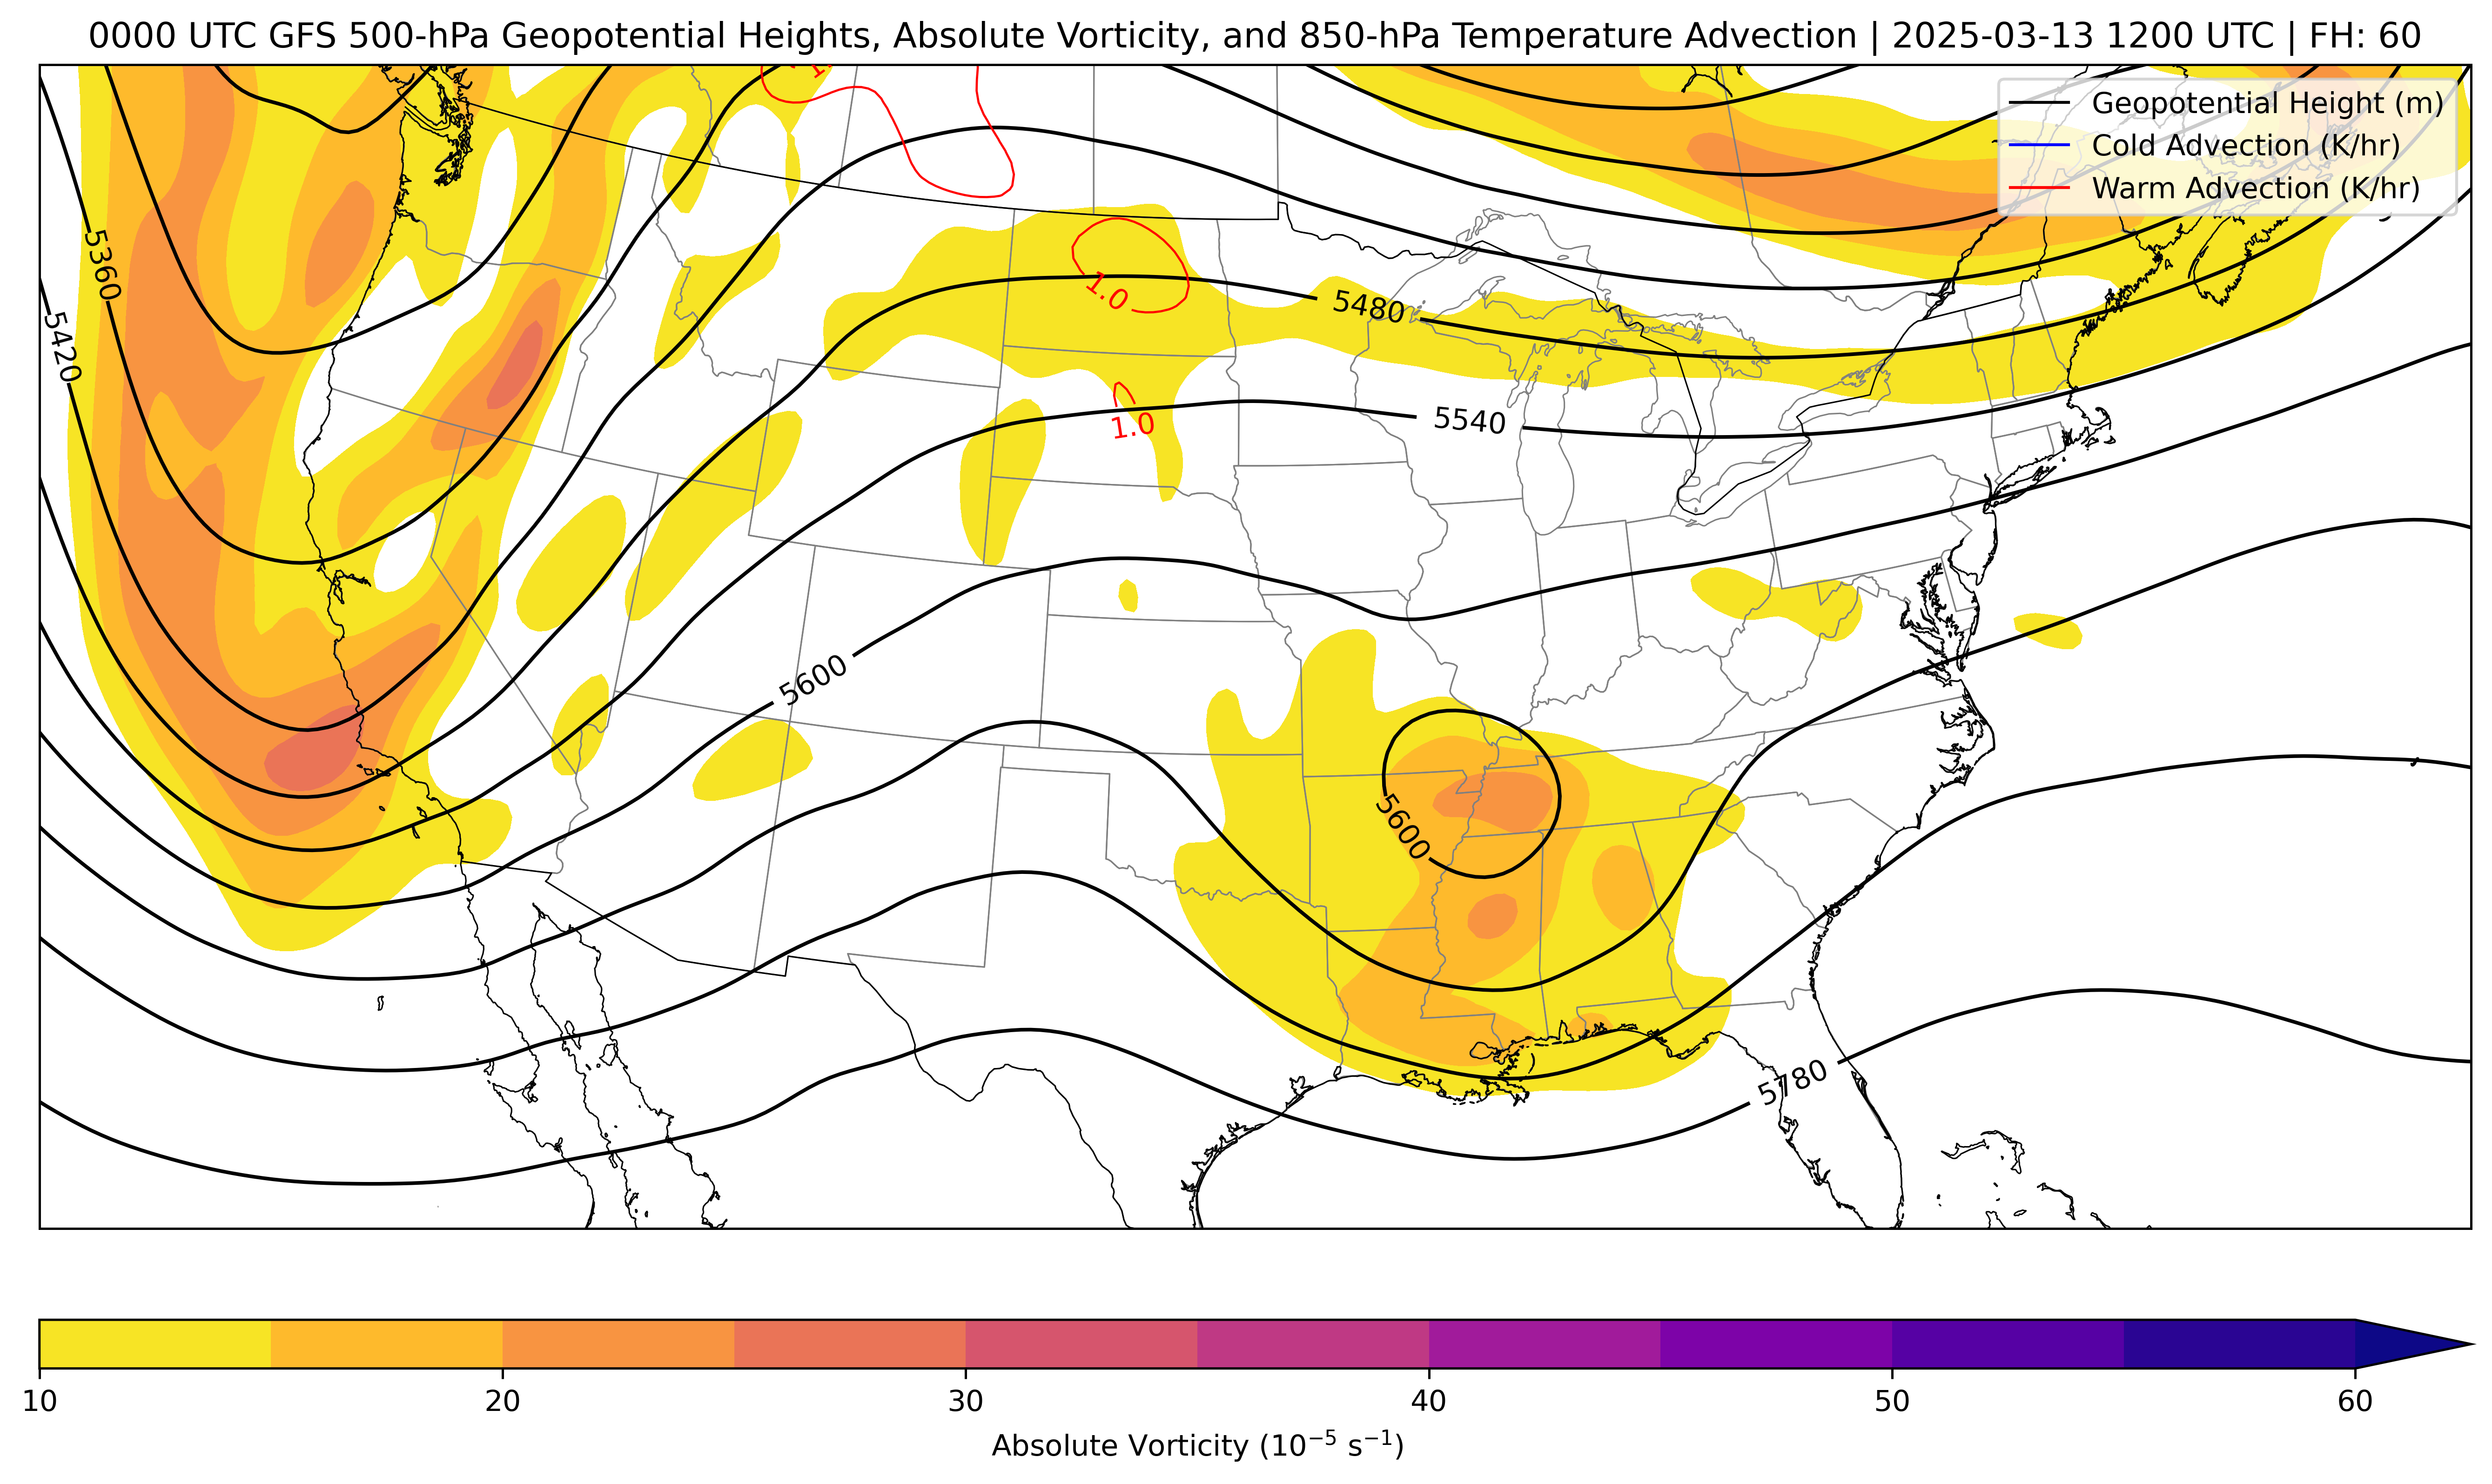 0000 UTC GFS 500-hPa Geopotential Heights, Absolute Vorticity, and 850-hPa Temperature Advection | 2025-03-13 1200 UTC | FH: 60
Geopotential Height (m)
Cold Advection (K/hr)
Warm Advection (K/hr)
5360
5420
1.0
5480
1.0
5540
5600
5600
5780
10 20 30 40 50 60
Absolute Vorticity (10⁻⁵ s⁻¹)